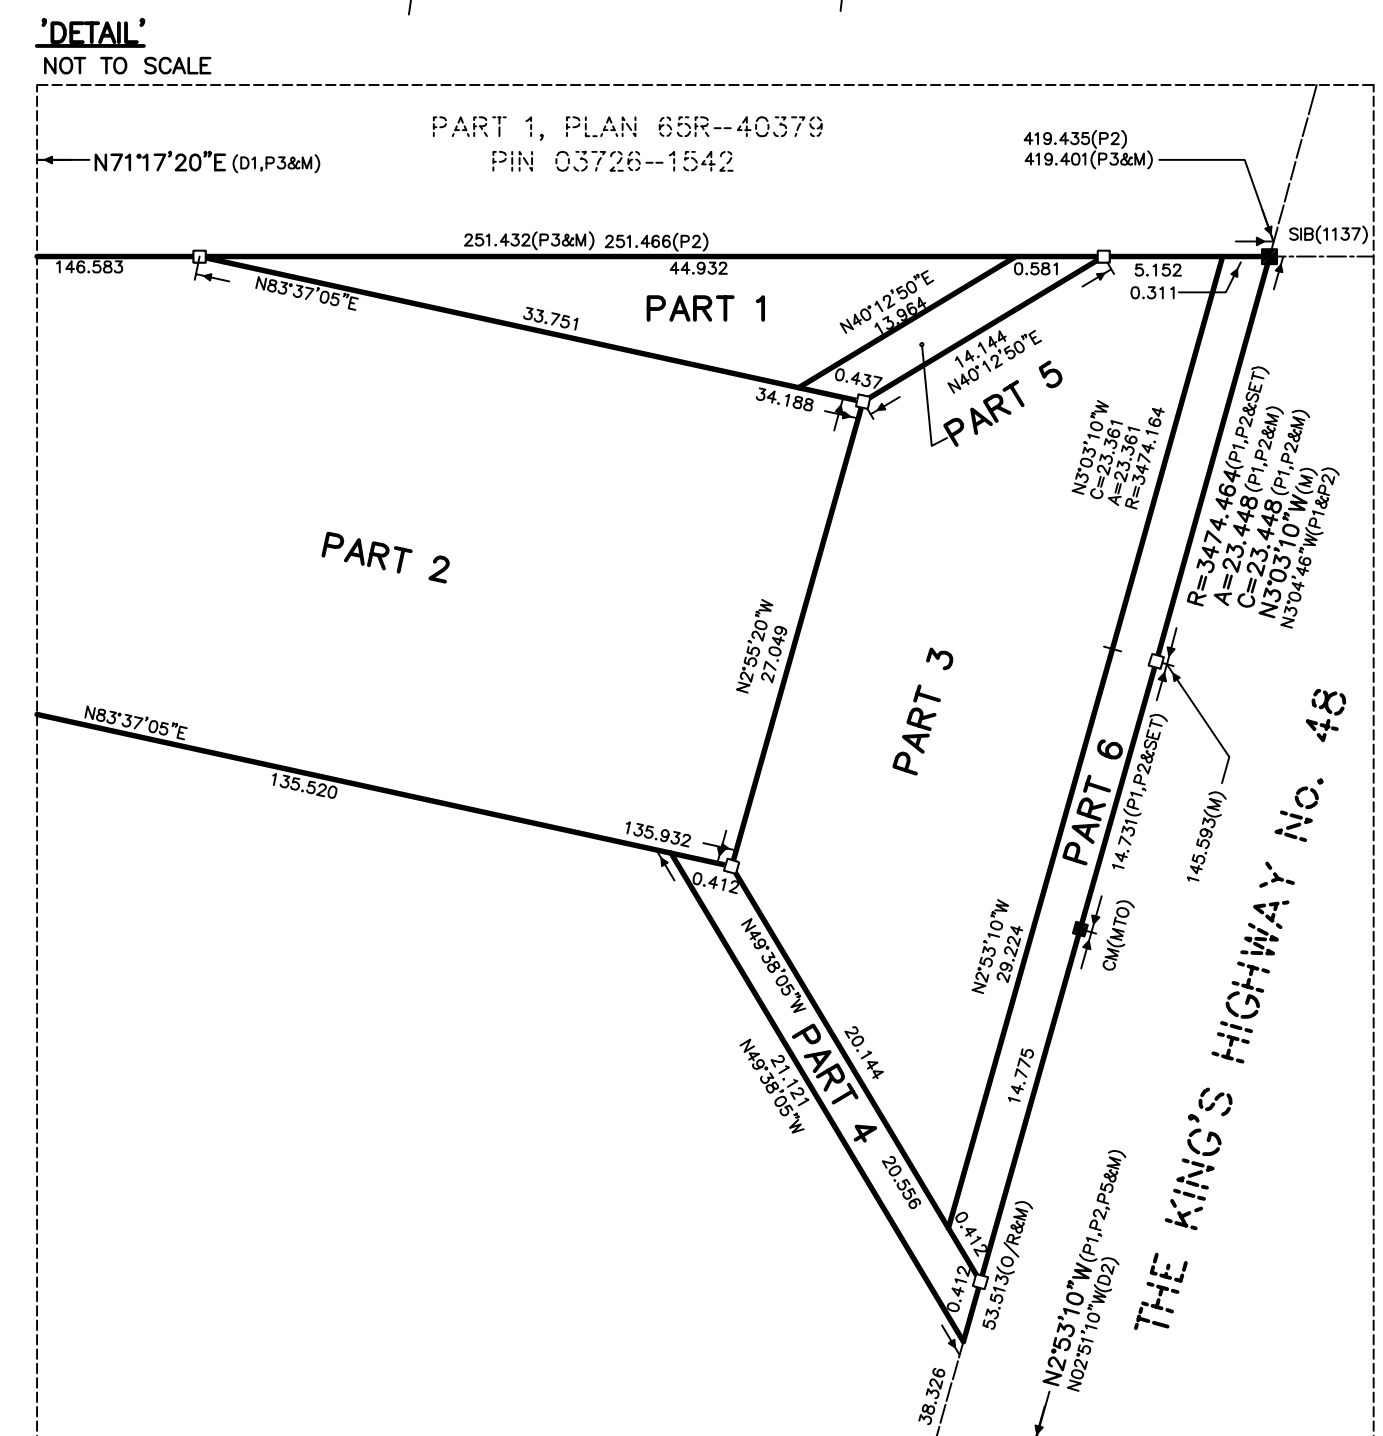 'DETAIL'
NOT TO SCALE
PART 1, PLAN 65R--40379
PIN 03726--1542
N71°17'20"E (D1,P3&M)
419.435(P2)
419.401(P3&M)
SIB(1137)
251.432(P3&M) 251.466(P2)
146.583
44.932
0.581
5.152
0.311
N83°37'05"E
33.751
PART 1
N40°12'50"E
13.964
14.144
N40°12'50"E
0.437
34.188
PART 5
N3°03'10"W
C=23.361
A=23.361
R=3474.164
R=3474.464(P1,P2&SET)
A=23.448 (P1,P2&M)
C=23.448 (P1,P2&M)
N3°03'10"W(M)
N3°04'46"W(P1&P2)
PART 2
N2°55'20"W
27.049
PART 3
N83°37'05"E
135.520
135.932
0.412
PART 6
14.731(P1,P2&SET)
145.593(M)
CM(MTO)
N2°53'10"W
29.224
N49°38'05"W
20.144
PART 4
21.121
N49°38'05"W
20.556
14.775
0.412
0.412
53.513(O/R&M)
38.326
N2°53'10"W(P1,P2,P5&M)
N02°51'10"W(D2)
THE KING'S HIGHWAY No. 48